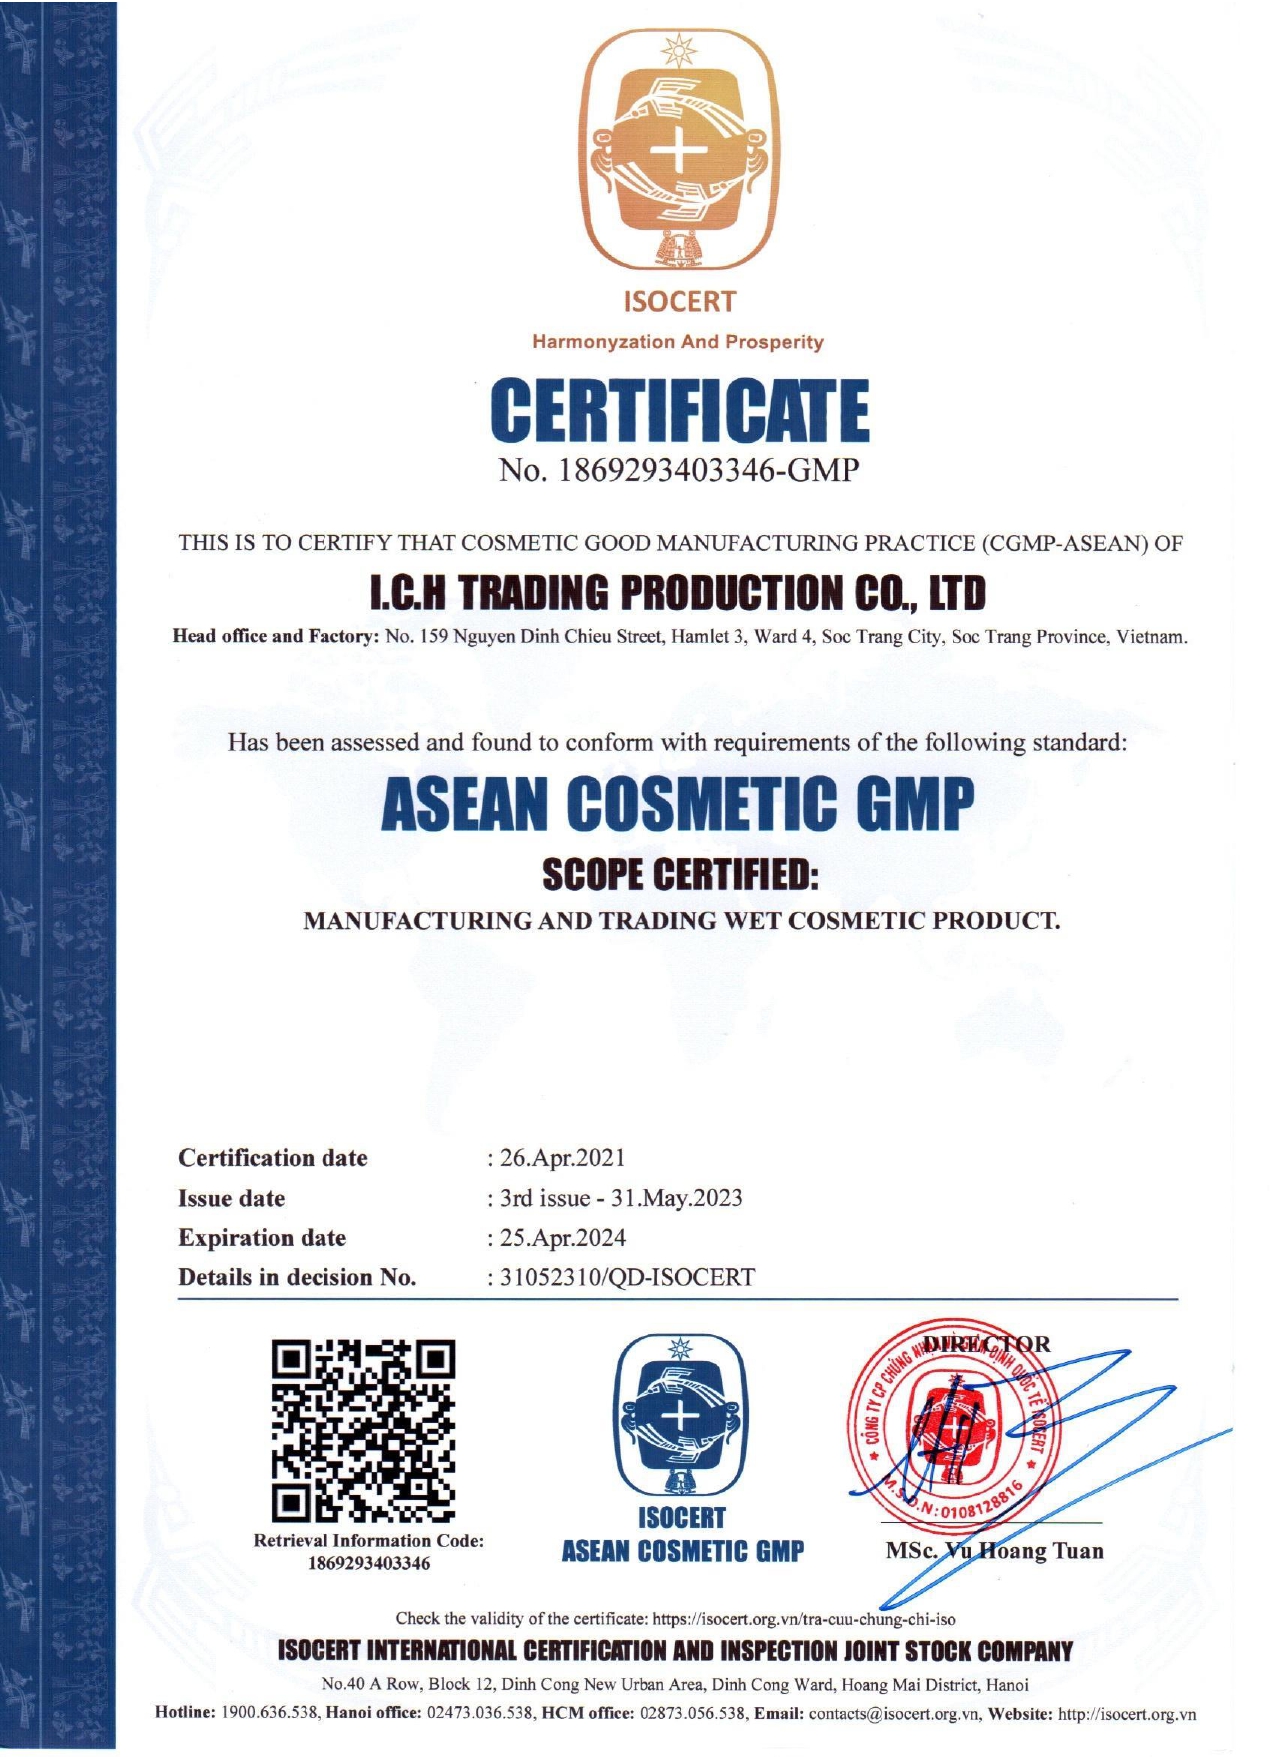 ISOCERT
Harmonyzation And Prosperity
CERTIFICATE
No. 1869293403346-GMP
THIS IS TO CERTIFY THAT COSMETIC GOOD MANUFACTURING PRACTICE (CGMP-ASEAN) OF
I.C.H TRADING PRODUCTION CO., LTD
Head office and Factory: No. 159 Nguyen Dinh Chieu Street, Hamlet 3, Ward 4, Soc Trang City, Soc Trang Province, Vietnam.
Has been assessed and found to conform with requirements of the following standard:
ASEAN COSMETIC GMP
SCOPE CERTIFIED:
MANUFACTURING AND TRADING WET COSMETIC PRODUCT.
Certification date : 26.Apr.2021
Issue date : 3rd issue - 31.May.2023
Expiration date : 25.Apr.2024
Details in decision No. : 31052310/QD-ISOCERT
Retrieval Information Code:
1869293403346
ISOCERT
ASEAN COSMETIC GMP
DIRECTOR
CÔNG TY CP CHỨNG NHẬN VÀ ĐỊNH QUỐC TẾ ISOCERT
M.S.D.N:0108128816
MSc. Vu Hoang Tuan
Check the validity of the certificate: https://isocert.org.vn/tra-cuu-chung-chi-iso
ISOCERT INTERNATIONAL CERTIFICATION AND INSPECTION JOINT STOCK COMPANY
No.40 A Row, Block 12, Dinh Cong New Urban Area, Dinh Cong Ward, Hoang Mai District, Hanoi
Hotline: 1900.636.538, Hanoi office: 02473.036.538, HCM office: 02873.056.538, Email: contacts@isocert.org.vn, Website: http://isocert.org.vn